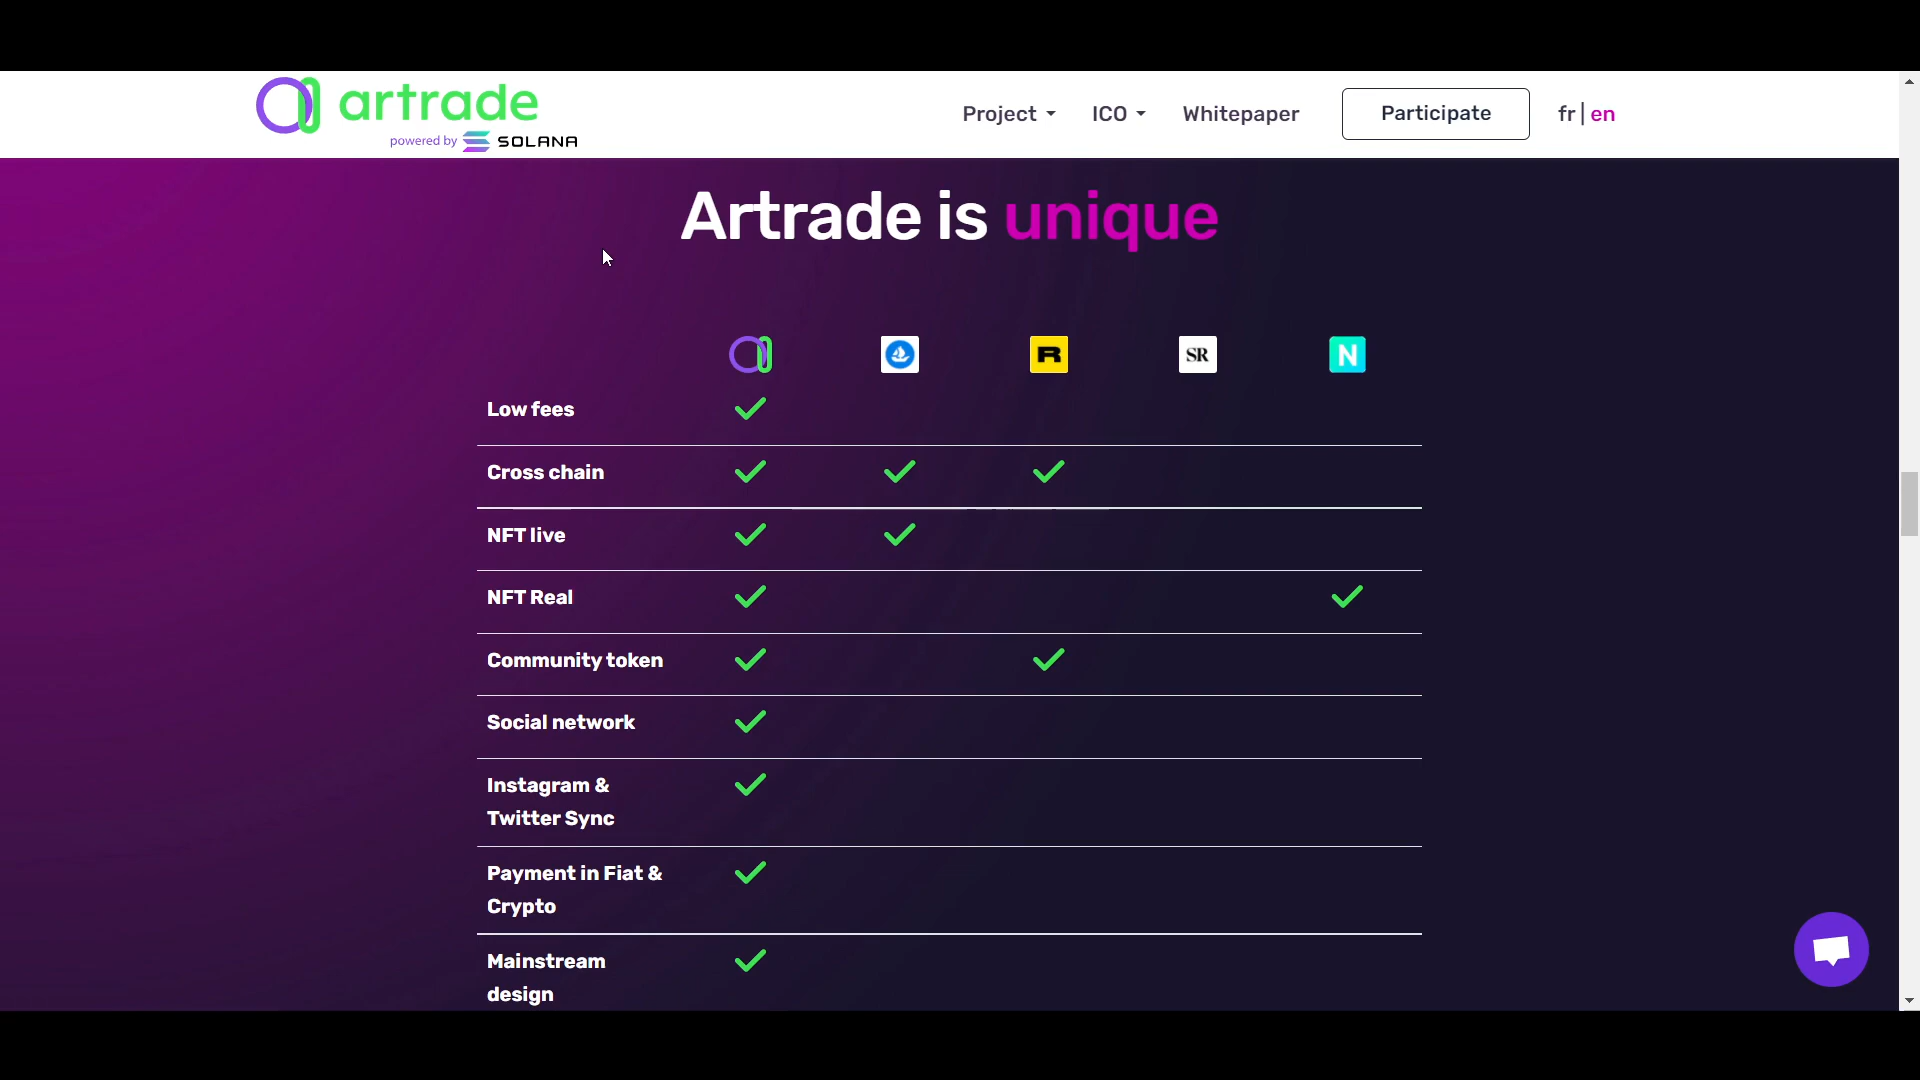 artrade
powered by SOLANA
Project ICO Whitepaper Participate fr|en
Artrade is unique
R SR N
Low fees
Cross chain
NFT live
NFT Real
Community token
Social network
Instagram &
Twitter Sync
Payment in Fiat &
Crypto
Mainstream
design